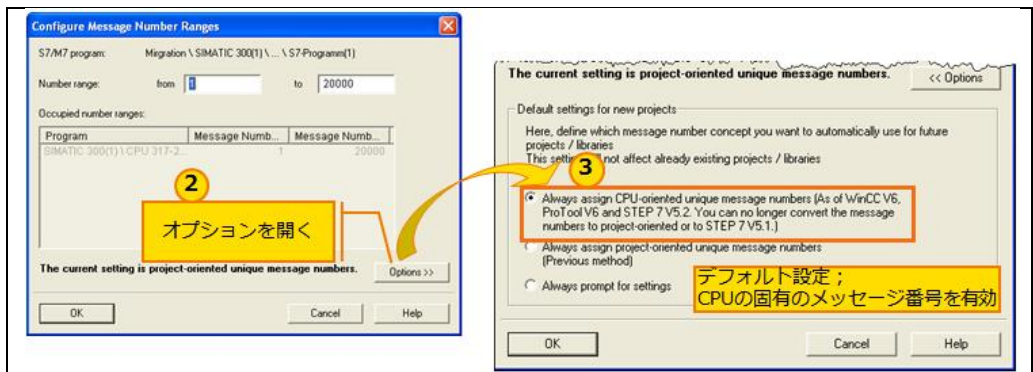 Configure Message Number Ranges
S7/M7 program: Migration \ SIMATIC 300(1) \ ... \ S7-Programm(1)
Number range: from 1 to 20000
Occupied number ranges:
Program Message Numb... Message Numb...
SIMATIC 300(1) \ CPU 317-2... 1 20000
2
オプションを開く
The current setting is project-oriented unique message numbers.
Options >>
OK Cancel Help
The current setting is project-oriented unique message numbers.
<< Options
Default settings for new projects
Here, define which message number concept you want to automatically use for future
projects / libraries
This not affect already existing projects / libraries
3
Always assign CPU-oriented unique message numbers (As of WinCC V6,
ProTool V6 and STEP 7 V5.2. You can no longer convert the message
numbers to project-oriented or to STEP 7 V5.1.)
Always assign project-oriented unique message numbers
(Previous method)
Always prompt for settings
デフォルト設定；
CPUの固有のメッセージ番号を有効
OK Cancel Help